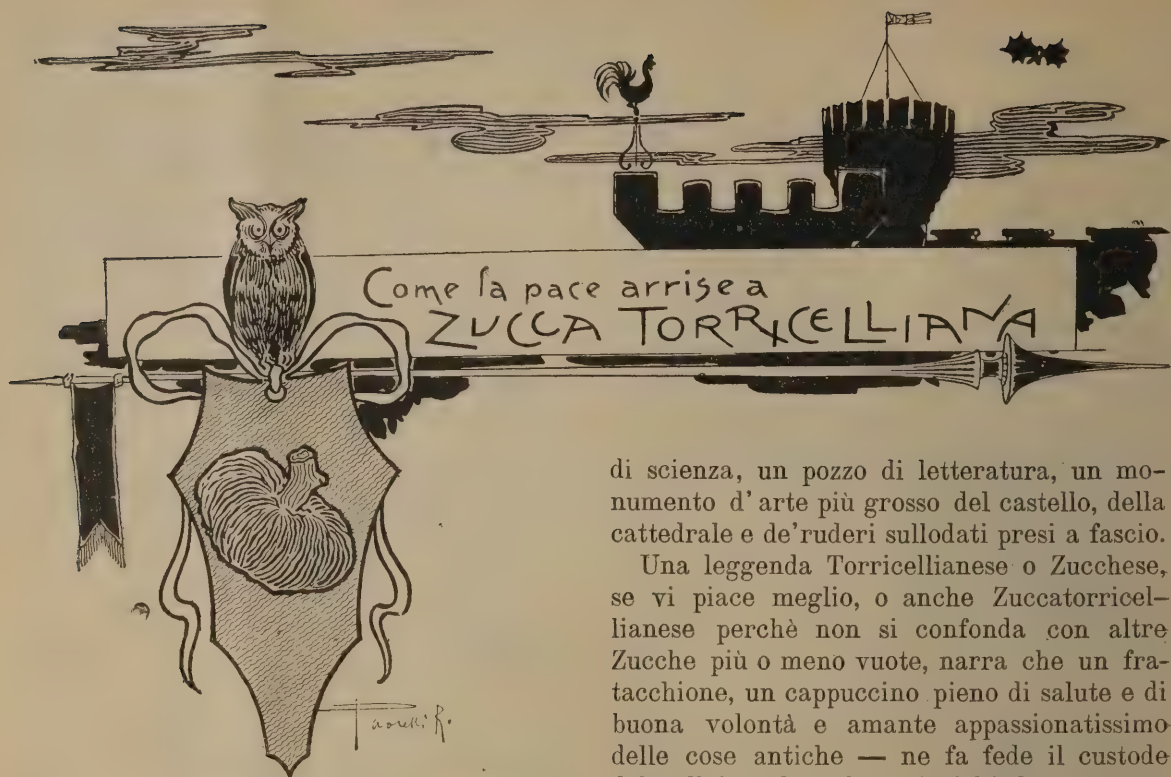 Come la pace arrise a
ZUCCA TORRICELLIANA
di scienza, un pozzo di letteratura, un mo-
numento d'arte più grosso del castello, della
cattedrale e de'ruderi sullodati presi a fascio.
Una leggenda Torricellianese o Zucchese,
se vi piace meglio, o anche Zuccatorricel-
lianese perchè non si confonda con altre
Zucche più o meno vuote, narra che un fra-
tacchione, un cappuccino pieno di salute e di
buona volontà e amante appassionatissimo
delle cose antiche — ne fa fede il custode